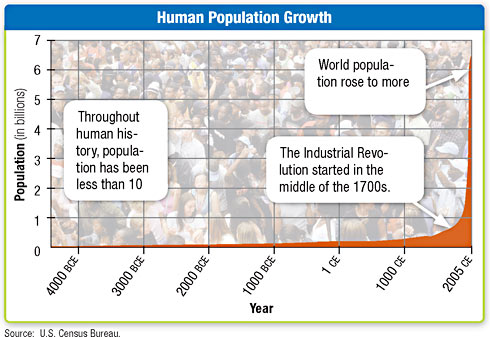 Human Population Growth
7
6
5
4
3
2
1
0
Population (in billions)
World popula-
tion rose to more
Throughout
human his-
tory, popula-
tion has been
less than 10
The Industrial Revo-
lution started in the
middle of the 1700s.
4000 BCE
3000 BCE
2000 BCE
1000 BCE
1 CE
1000 CE
2005 CE
Year
Source: U.S. Census Bureau.